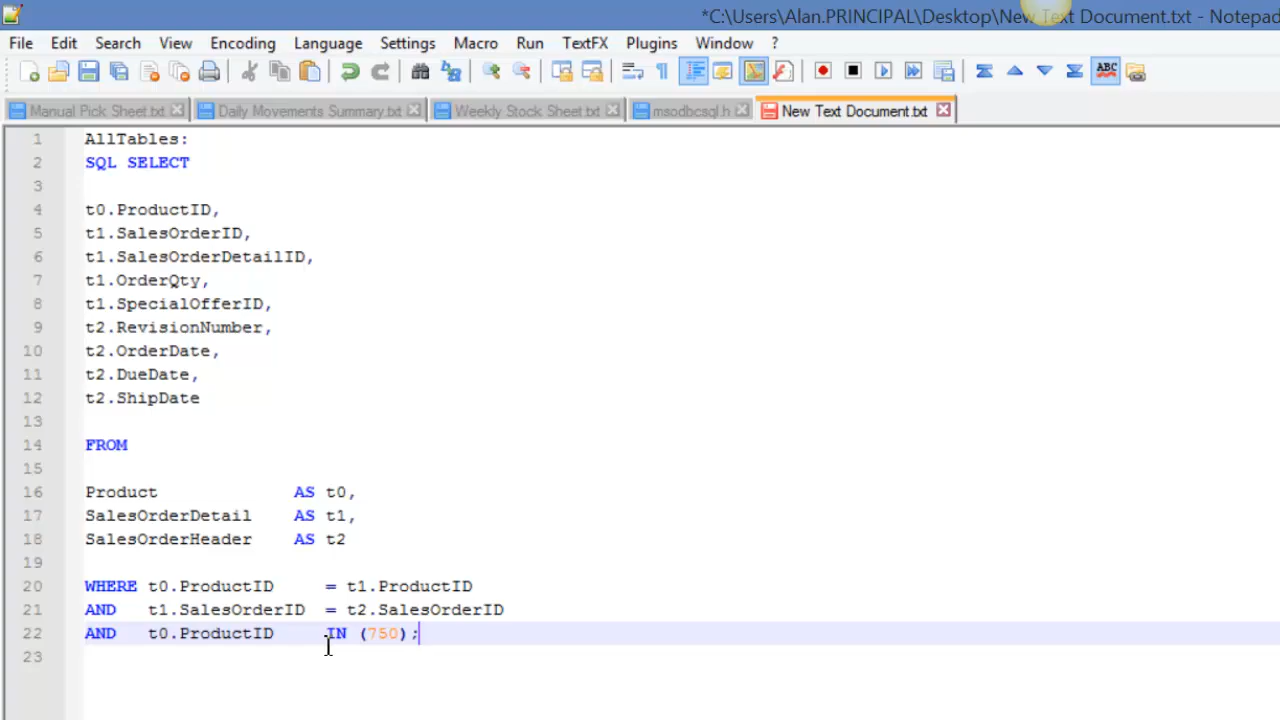 *C:\Users\Alan.PRINCIPAL\Desktop\New Text Document.txt - Notepad
File Edit Search View Encoding Language Settings Macro Run TextFX Plugins Window ?
ABC
Manual Pick Sheet.txt Daily Movements Summary.txt Weekly Stock Sheet.txt msodbcsql.h New Text Document.txt
1 AllTables:
2 SQL SELECT
3
4 t0.ProductID,
5 t1.SalesOrderID,
6 t1.SalesOrderDetailID,
7 t1.OrderQty,
8 t1.SpecialOfferID,
9 t2.RevisionNumber,
10 t2.OrderDate,
11 t2.DueDate,
12 t2.ShipDate
13
14 FROM
15
16 Product AS t0,
17 SalesOrderDetail AS t1,
18 SalesOrderHeader AS t2
19
20 WHERE t0.ProductID = t1.ProductID
21 AND t1.SalesOrderID = t2.SalesOrderID
22 AND t0.ProductID IN (750);
23